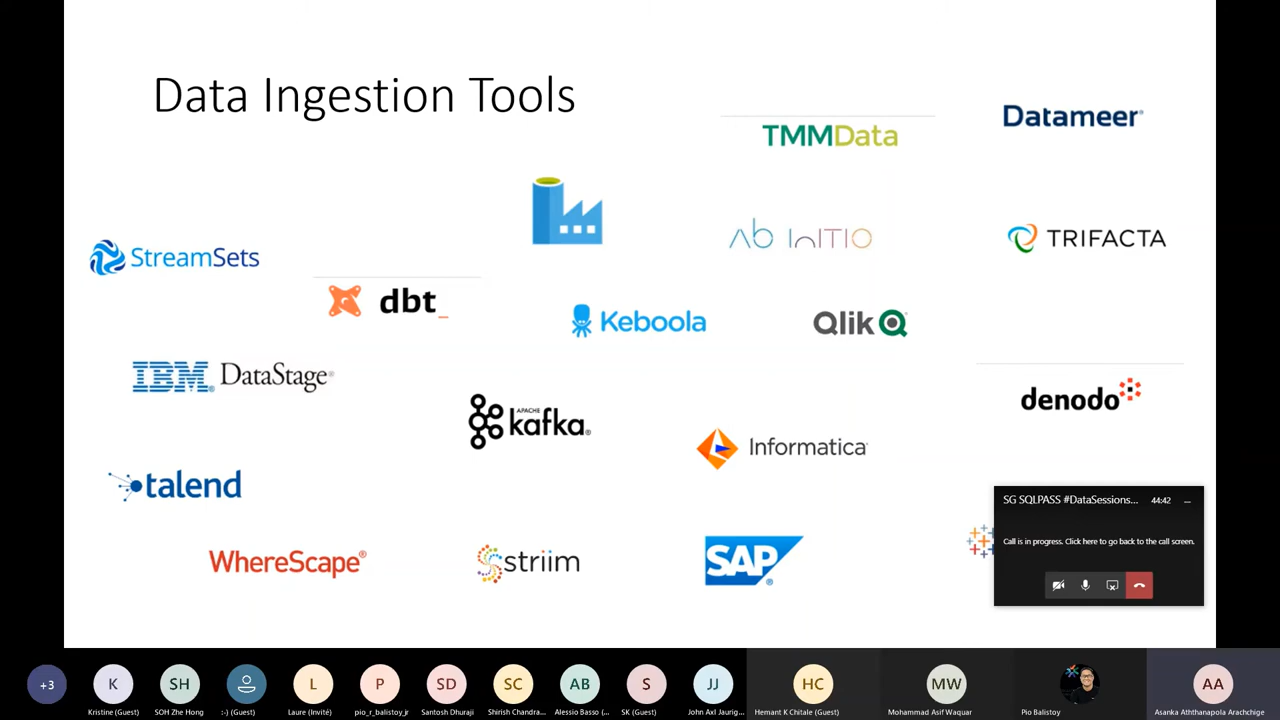 Data Ingestion Tools
TMMData
Datameer®
Ab InITIO
TRIFACTA
StreamSets
dbt_
Keboola
Qlik Q®
IBM® DataStage®
denodo
APACHE
kafka®
Informatica®
talend
WhereScape®
striim
SAP®
SG SQLPASS #DataSessions... 44:42
Call is in progress. Click here to go back to the call screen.
+3
K
SH
L
P
SD
SC
AB
S
JJ
HC
MW
AA
Kristine (Guest)
SOH Zhe Hong
:-) (Guest)
Laure (Invité)
pio_r_balistoy_jr
Santosh Dhuraji
Shirish Chandra...
Alessio Basso (...
SK (Guest)
John Axl Jaurig...
Hemant K Chitale (Guest)
Mohammad Asif Waquar
Pio Balistoy
Asanka Aththanapola Arachchige